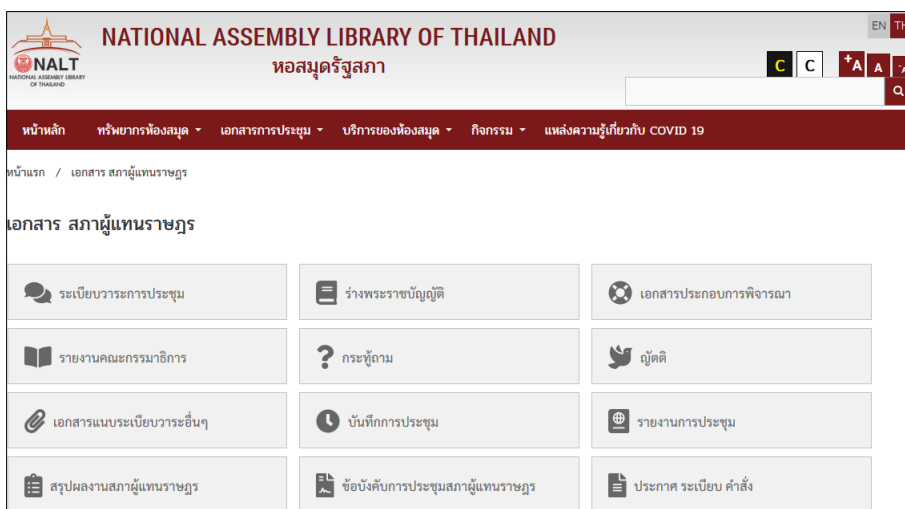 NATIONAL ASSEMBLY LIBRARY OF THAILAND
หอสมุดรัฐสภา
NALT
NATIONAL ASSEMBLY LIBRARY
OF THAILAND
EN TH
C C +A A -A
หน้าหลัก ทรัพยากรห้องสมุด เอกสารการประชุม บริการของห้องสมุด กิจกรรม แหล่งความรู้เกี่ยวกับ COVID 19
หน้าแรก / เอกสาร สภาผู้แทนราษฎร
เอกสาร สภาผู้แทนราษฎร
ระเบียบวาระการประชุม ร่างพระราชบัญญัติ เอกสารประกอบการพิจารณา
รายงานคณะกรรมาธิการ กระทู้ถาม ญัตติ
เอกสารแนบระเบียบวาระอื่นๆ บันทึกการประชุม รายงานการประชุม
สรุปผลงานสภาผู้แทนราษฎร ข้อบังคับการประชุมสภาผู้แทนราษฎร ประกาศ ระเบียบ คำสั่ง